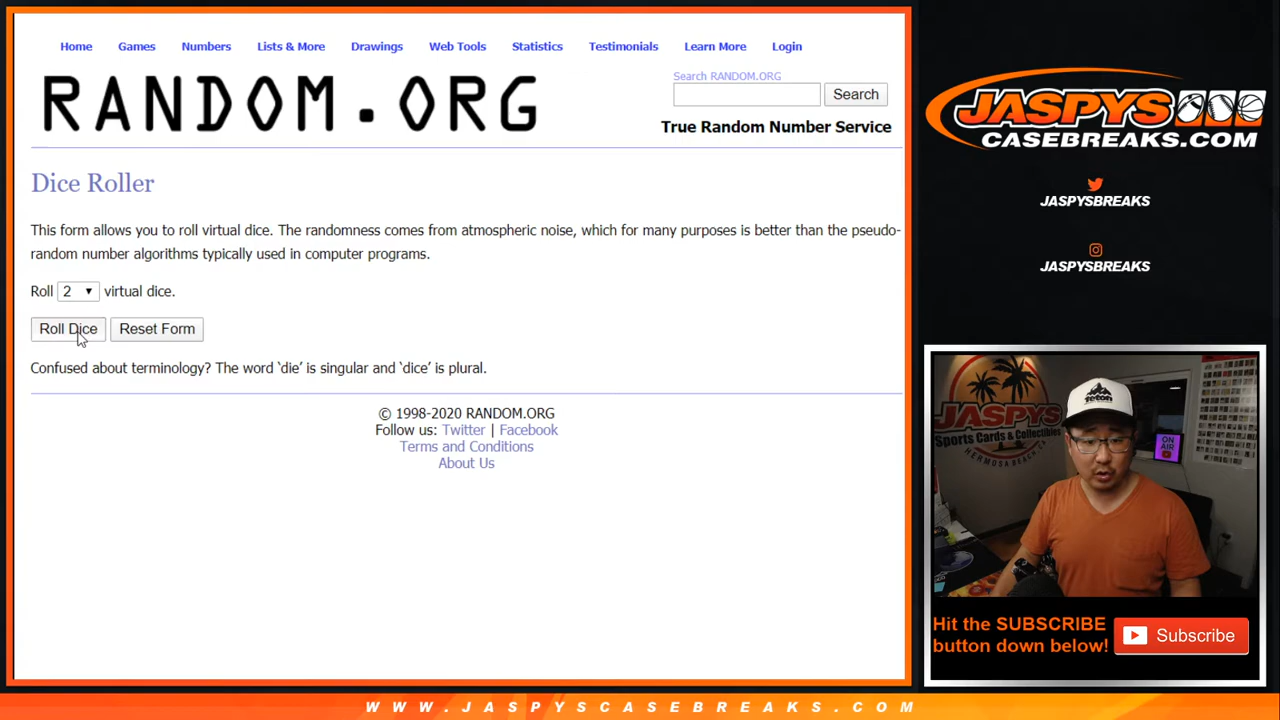 Home Games Numbers Lists & More Drawings Web Tools Statistics Testimonials Learn More Login
RANDOM.ORG
Search RANDOM.ORG
Search
True Random Number Service
Dice Roller
This form allows you to roll virtual dice. The randomness comes from atmospheric noise, which for many purposes is better than the pseudo-
random number algorithms typically used in computer programs.
Roll 2 virtual dice.
Roll Dice Reset Form
Confused about terminology? The word ‘die’ is singular and ‘dice’ is plural.
© 1998-2020 RANDOM.ORG
Follow us: Twitter | Facebook
Terms and Conditions
About Us
JASPYS
CASEBREAKS.COM
JASPYSBREAKS
JASPYSBREAKS
JASPYS
Sports Cards & Collectibles
HERMOSA BEACH, CA
Teton
ON
AIR
Hit the SUBSCRIBE
button down below!
Subscribe
WWW.JASPYSCASEBREAKS.COM